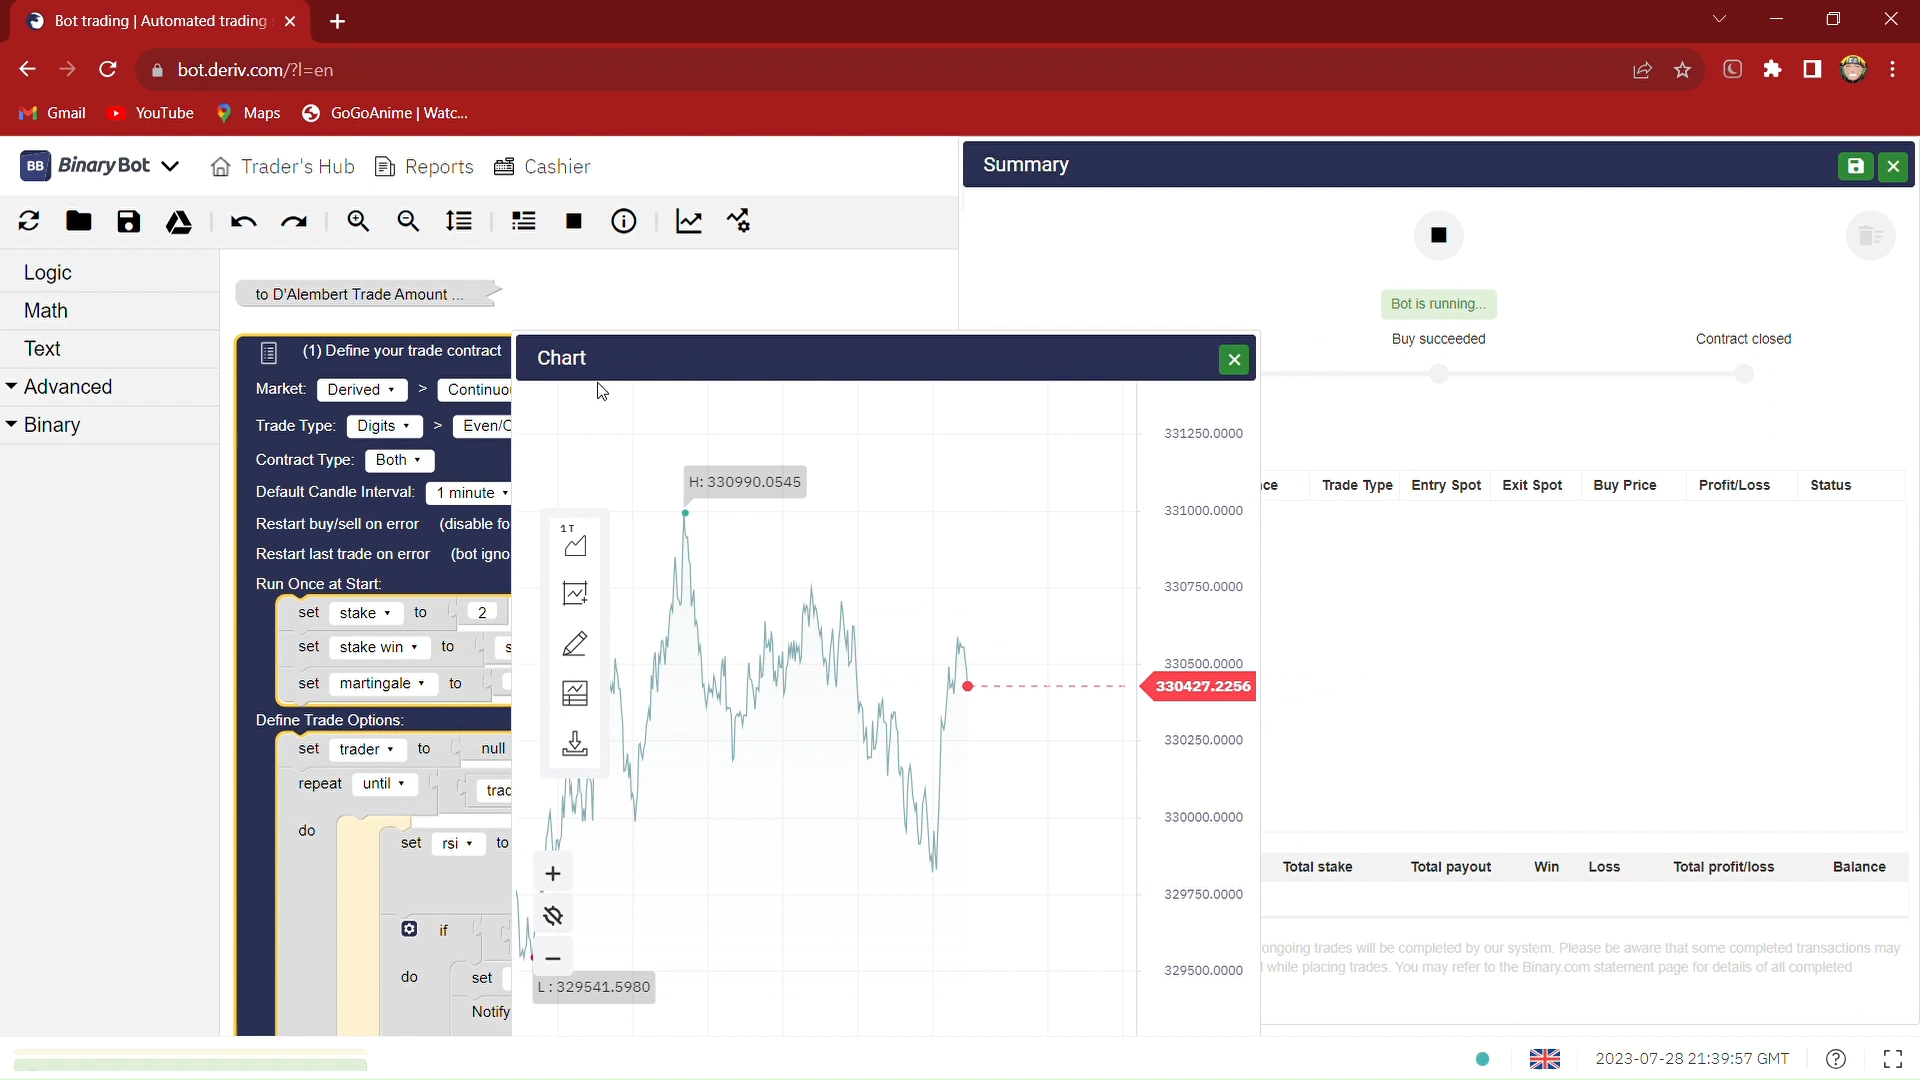 Bot trading | Automated trading
bot.deriv.com/?l=en
Gmail YouTube Maps GoGoAnime | Watc...
BB BinaryBot Trader's Hub Reports Cashier
Summary
Logic
Math
Text
Advanced
Binary
to D'Alembert Trade Amount ...
(1) Define your trade contract
Market: Derived > Continuo
Trade Type: Digits > Even/O
Contract Type: Both
Default Candle Interval: 1 minute
Restart buy/sell on error (disable fo
Restart last trade on error (bot igno
Run Once at Start:
set stake to 2
set stake win to s
set martingale to
Define Trade Options:
set trader to null
repeat until trad
do
set rsi to
if
do set
Notify
Chart
H: 330990.0545
1T
L: 329541.5980
331250.0000
331000.0000
330750.0000
330500.0000
330427.2256
330250.0000
330000.0000
329750.0000
329500.0000
Bot is running...
Buy succeeded Contract closed
ce Trade Type Entry Spot Exit Spot Buy Price Profit/Loss Status
Total stake Total payout Win Loss Total profit/loss Balance
ongoing trades will be completed by our system. Please be aware that some completed transactions may
while placing trades. You may refer to the Binary.com statement page for details of all completed
2023-07-28 21:39:57 GMT